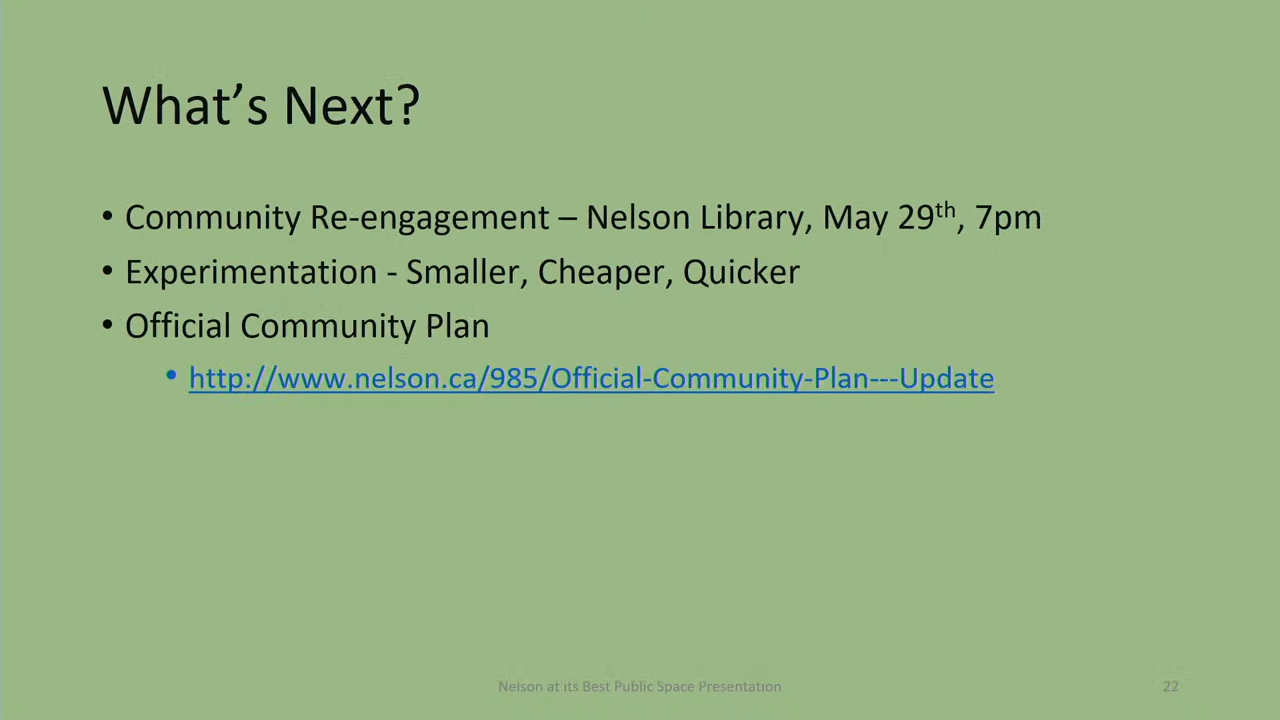 What's Next?
• Community Re-engagement – Nelson Library, May 29th, 7pm
• Experimentation - Smaller, Cheaper, Quicker
• Official Community Plan
• http://www.nelson.ca/985/Official-Community-Plan---Update
Nelson at its Best Public Space Presentation
22